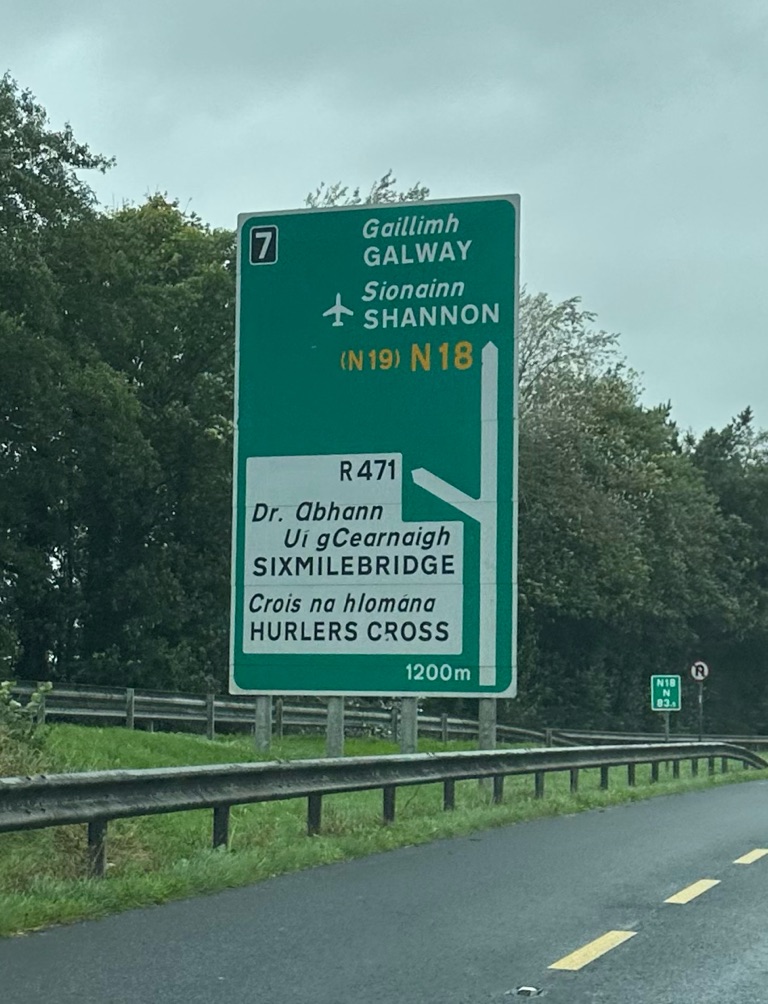 7
Gaillimh
GALWAY
Sionainn
SHANNON
(N19) N18
R471
Dr. Abhann
Uí gCearnaigh
SIXMILEBRIDGE
Crois na hIomána
HURLERS CROSS
1200m
N18
N
83.5
R